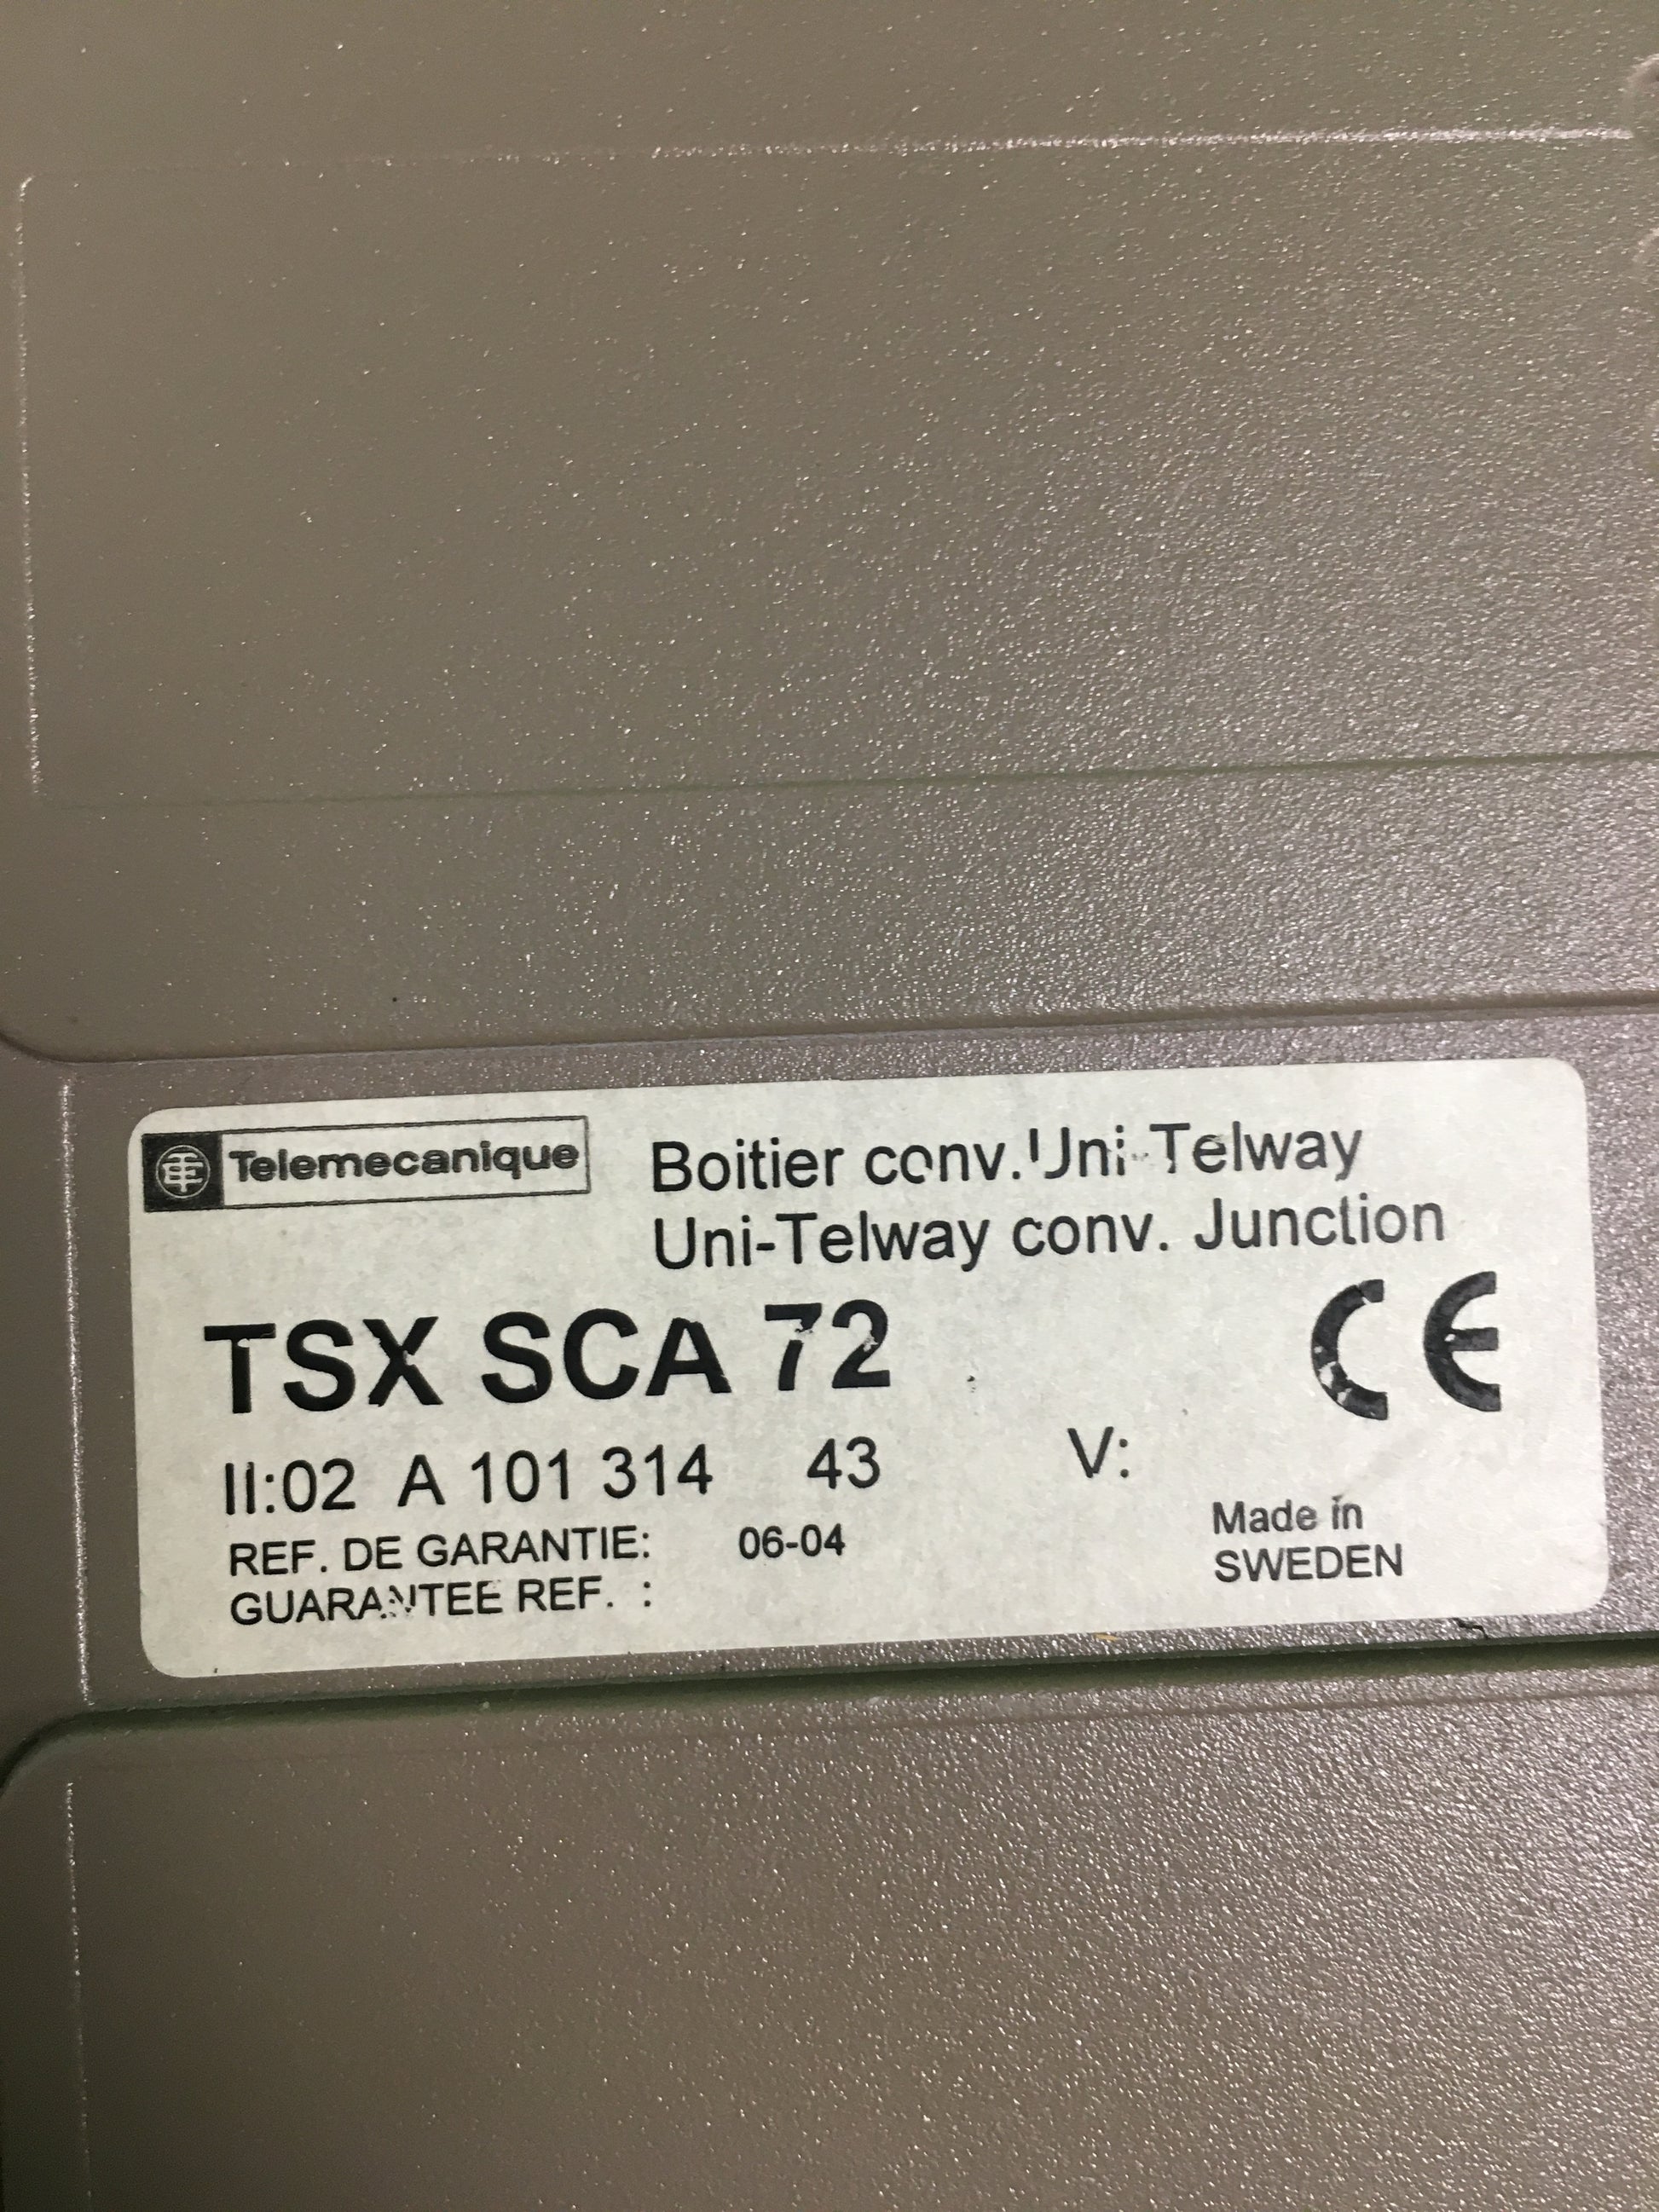 Telemecanique
Boitier conv. Uni-Telway
Uni-Telway conv. Junction
TSX SCA 72
CE
II:02 A 101 314 43 V:
REF. DE GARANTIE: 06-04
GUARANTEE REF. :
Made in
SWEDEN